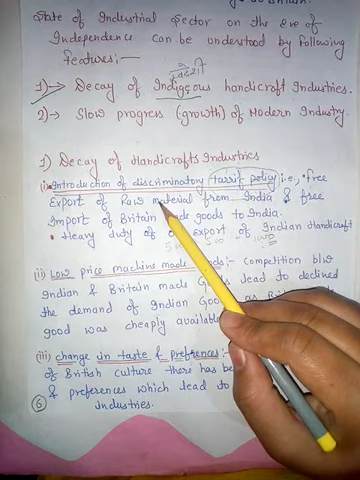 State of Industrial Sector on the eve of
Independence can be understood by following
features:—
1)→ Decay of Indigeous handicraft Industries.
2)→ Slow progress (growth) of Modern Industry.
1) Decay of Handicrafts Industries
(i) Introduction of discriminatory tariff policy i.e, free
Export of Raw material from India & free
Import of Britain made goods to India.
• Heavy duty of export of Indian Handicraft
(ii) Low price machine made :- competition b/w
Indian & Britain made lead to declined
the demand of Indian Goods as
good was cheaply available
(iii) change in taste & prefrences:-
of British culture there has be
& preferences which lead to
industries.
6